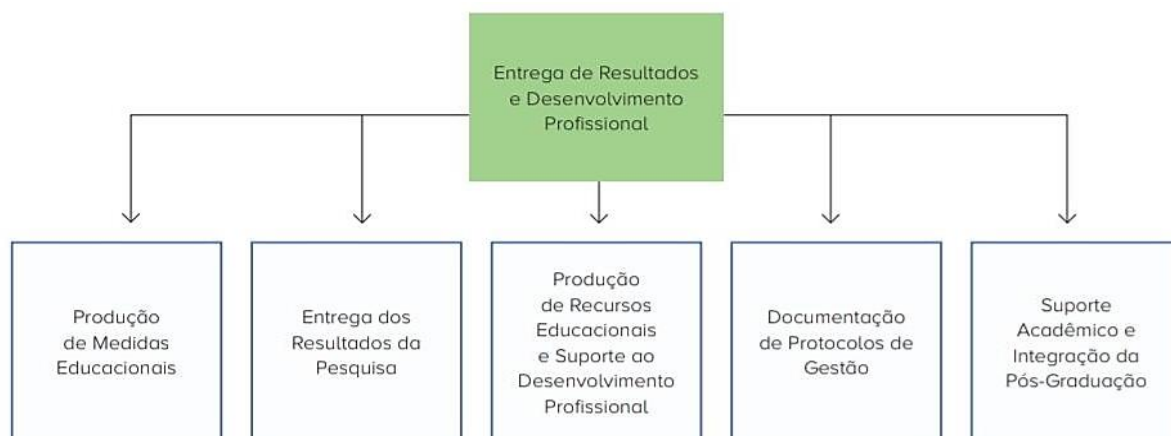 Entrega de Resultados
e Desenvolvimento
Profissional
Produção
de Medidas
Educacionais
Entrega dos
Resultados da
Pesquisa
Produção
de Recursos
Educacionais
e Suporte ao
Desenvolvimento
Profissional
Documentação
de Protocolos de
Gestão
Suporte
Acadêmico e
Integração da
Pós-Graduação